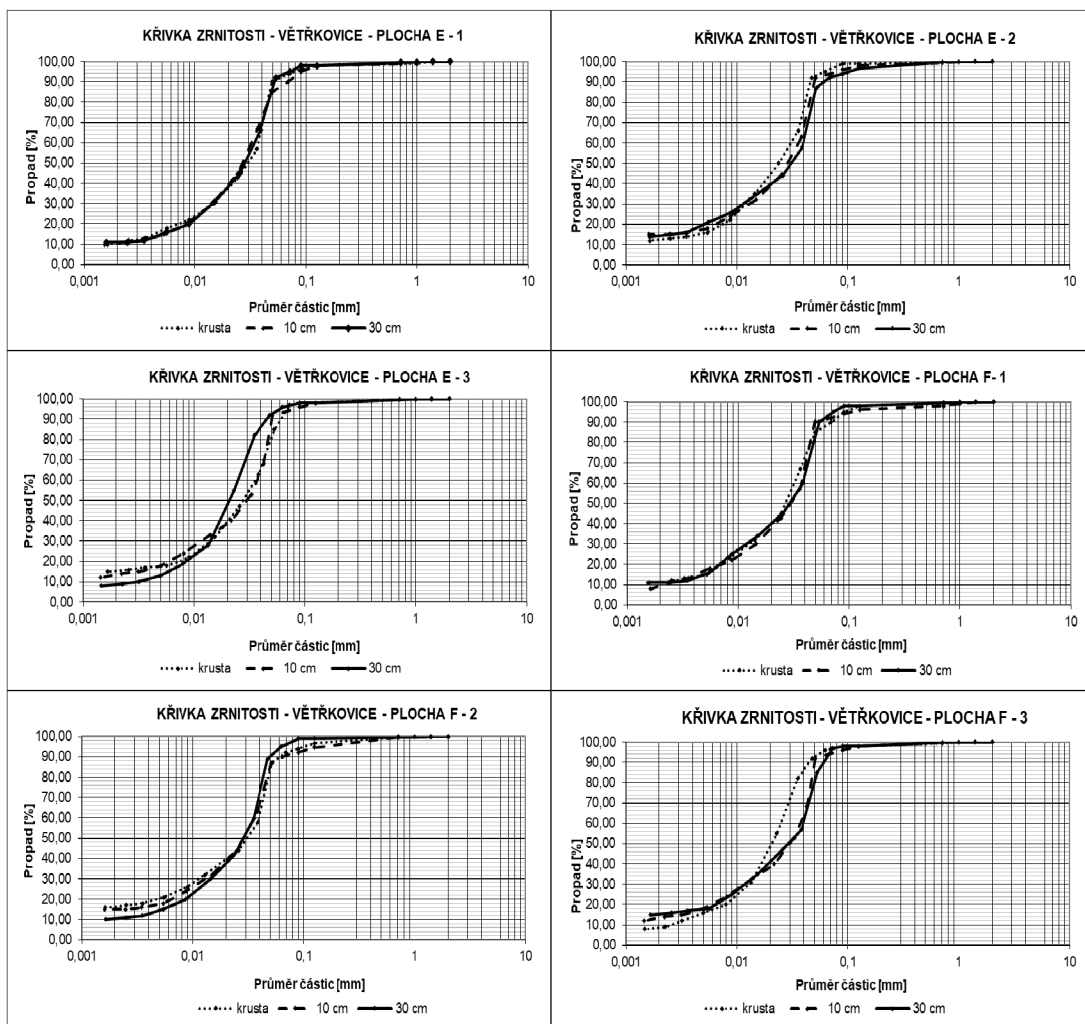 KŘIVKA ZRNITOSTI - VĚTŘKOVICE - PLOCHA E - 1
Propad [%]
100,00
90,00
80,00
70,00
60,00
50,00
40,00
30,00
20,00
10,00
0,00
0,001 0,01 0,1 1 10
Průměr částic [mm]
krusta 10 cm 30 cm
KŘIVKA ZRNITOSTI - VĚTŘKOVICE - PLOCHA E - 2
Propad [%]
100,00
90,00
80,00
70,00
60,00
50,00
40,00
30,00
20,00
10,00
0,00
0,001 0,01 0,1 1 10
Průměr částic [mm]
krusta 10 cm 30 cm
KŘIVKA ZRNITOSTI - VĚTŘKOVICE - PLOCHA E - 3
Propad [%]
100,00
90,00
80,00
70,00
60,00
50,00
40,00
30,00
20,00
10,00
0,00
0,001 0,01 0,1 1 10
Průměr částic [mm]
krusta 10 cm 30 cm
KŘIVKA ZRNITOSTI - VĚTŘKOVICE - PLOCHA F - 1
Propad [%]
100,00
90,00
80,00
70,00
60,00
50,00
40,00
30,00
20,00
10,00
0,00
0,001 0,01 0,1 1 10
Průměr částic [mm]
krusta 10 cm 30 cm
KŘIVKA ZRNITOSTI - VĚTŘKOVICE - PLOCHA F - 2
Propad [%]
100,00
90,00
80,00
70,00
60,00
50,00
40,00
30,00
20,00
10,00
0,00
0,001 0,01 0,1 1 10
Průměr částic [mm]
krusta 10 cm 30 cm
KŘIVKA ZRNITOSTI - VĚTŘKOVICE - PLOCHA F - 3
Propad [%]
100,00
90,00
80,00
70,00
60,00
50,00
40,00
30,00
20,00
10,00
0,00
0,001 0,01 0,1 1 10
Průměr částic [mm]
krusta 10 cm 30 cm